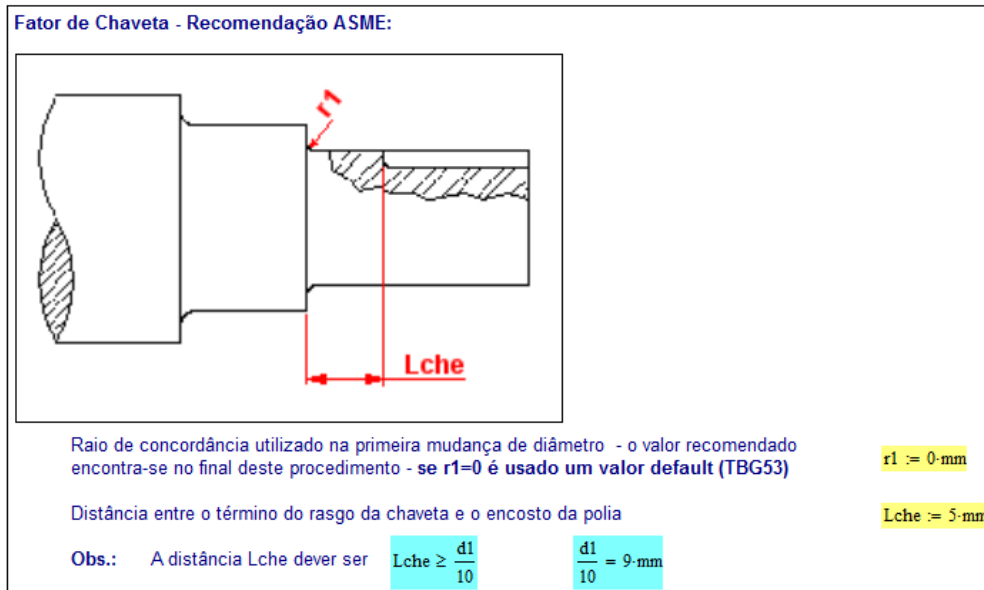 Fator de Chaveta - Recomendação ASME:
r1
Lche
Raio de concordância utilizado na primeira mudança de diâmetro - o valor recomendado
encontra-se no final deste procedimento - se r1=0 é usado um valor default (TBG53)
r1 := 0·mm
Distância entre o término do rasgo da chaveta e o encosto da polia
Lche := 5·mm
Obs.: A distância Lche dever ser Lche ≥ d1/10 d1/10 = 9·mm